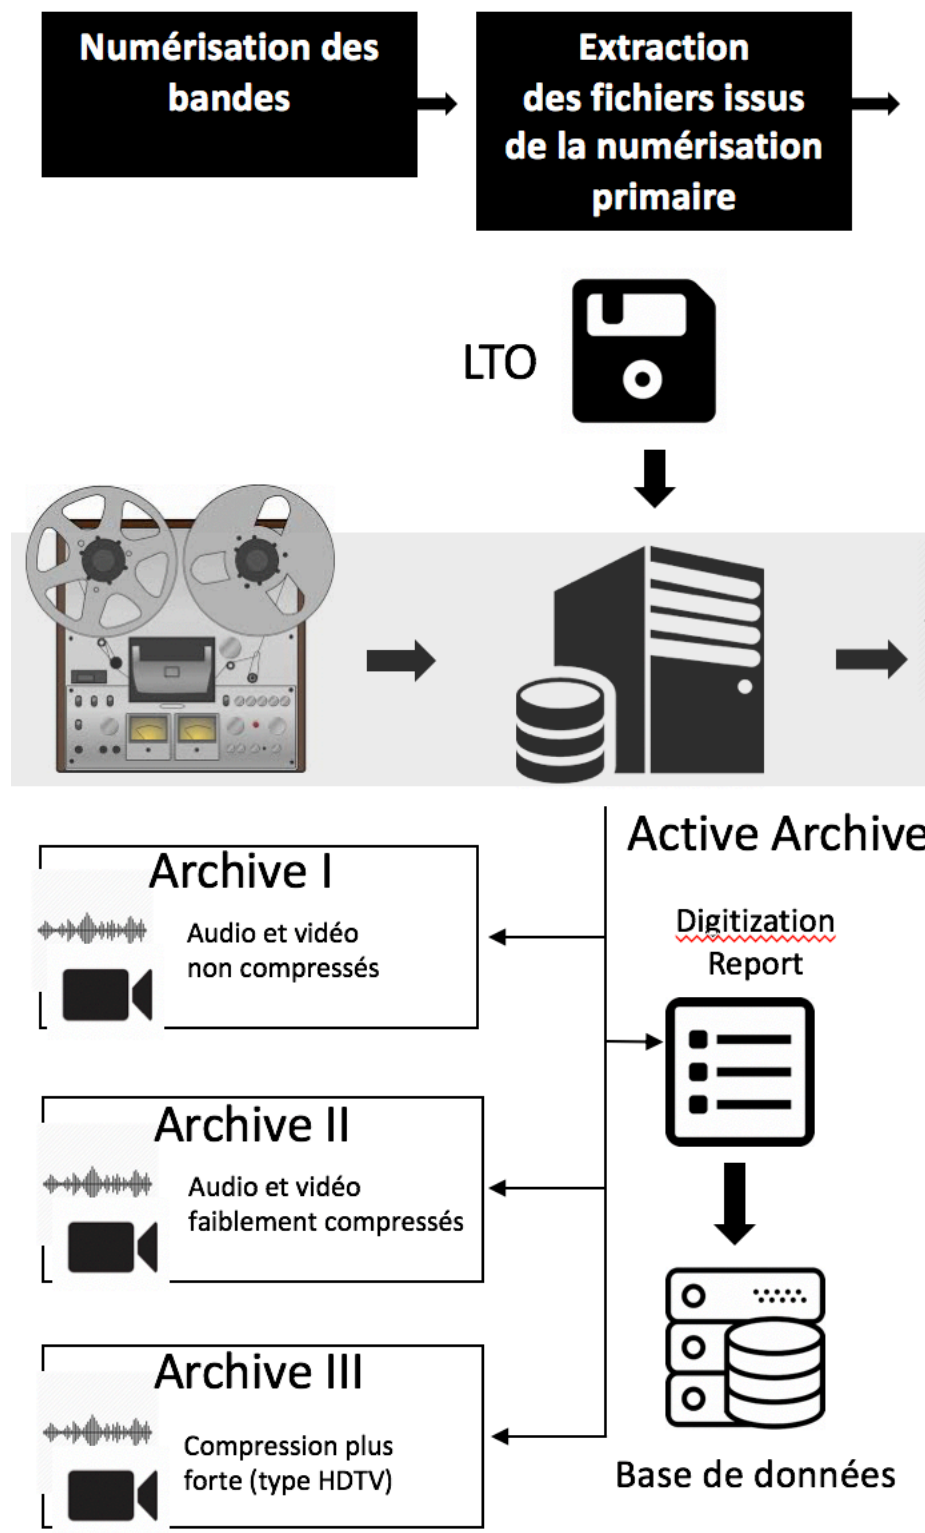 Numérisation des
bandes
Extraction
des fichiers issus
de la numérisation
primaire
LTO
Active Archive
Archive I
Audio et vidéo
non compressés
Digitization
Report
Archive II
Audio et vidéo
faiblement compressés
Archive III
Compression plus
forte (type HDTV)
Base de données